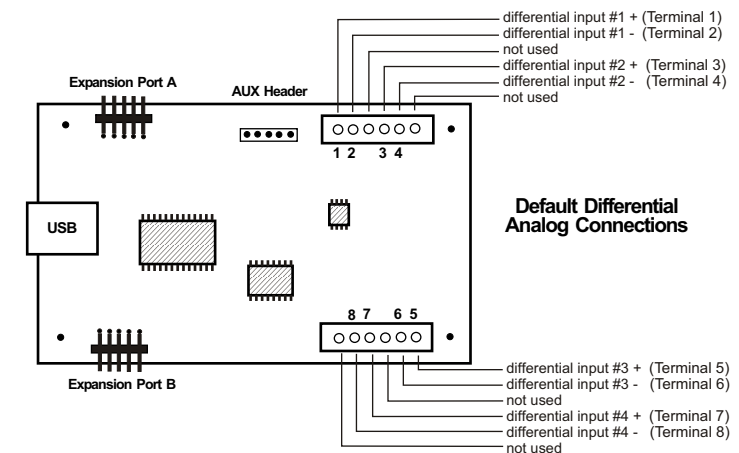 differential input #1 + (Terminal 1)
differential input #1 - (Terminal 2)
not used
differential input #2 + (Terminal 3)
differential input #2 - (Terminal 4)
not used
Expansion Port A
AUX Header
1 2 3 4
USB
Default Differential
Analog Connections
8 7 6 5
Expansion Port B
differential input #3 + (Terminal 5)
differential input #3 - (Terminal 6)
not used
differential input #4 + (Terminal 7)
differential input #4 - (Terminal 8)
not used